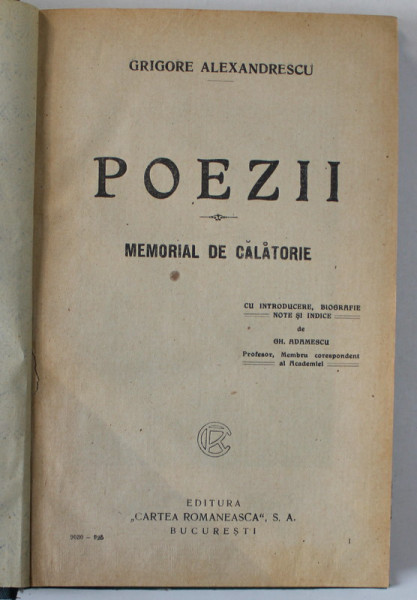 GRIGORE ALEXANDRESCU
POEZII
MEMORIAL DE CĂLĂTORIE
CU INTRODUCERE, BIOGRAFIE
NOTE ȘI INDICE
de
GH. ADAMESCU
Profesor, Membru corespondent
al Academiei
EDITURA
„CARTEA ROMANEASCA", S. A.
BUCUREȘTI
1